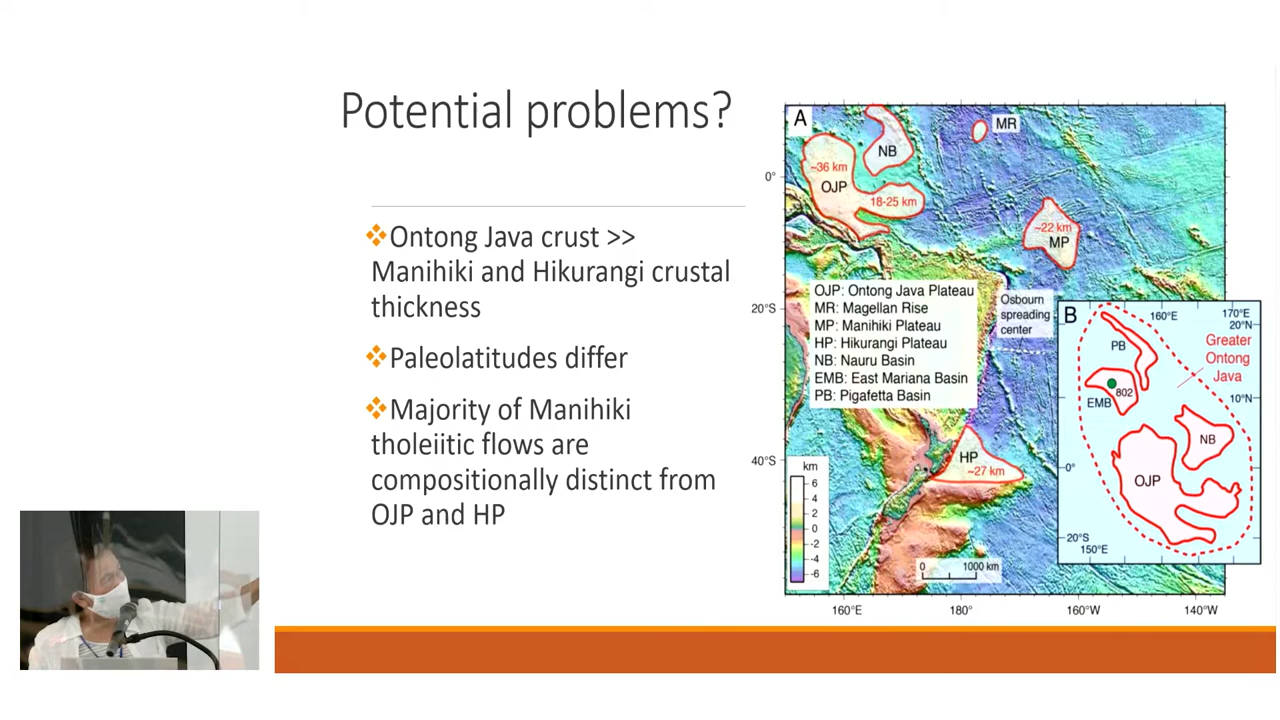 Potential problems?
❖Ontong Java crust >>
Manihiki and Hikurangi crustal
thickness
❖Paleolatitudes differ
❖Majority of Manihiki
tholeiitic flows are
compositionally distinct from
OJP and HP
A
MR
NB
~36 km
0°
OJP
18-25 km
~22 km
MP
OJP: Ontong Java Plateau
MR: Magellan Rise
MP: Manihiki Plateau
HP: Hikurangi Plateau
NB: Nauru Basin
EMB: East Mariana Basin
PB: Pigafetta Basin
Osbourn
spreading
center
20°S
40°S
HP
~27 km
km
6
4
2
0
-2
-4
-6
0 1000 km
160°E 180° 160°W 140°W
B
160°E
170°E
20°N
PB
Greater
Ontong
Java
802
EMB
10°N
NB
0°
OJP
20°S
150°E